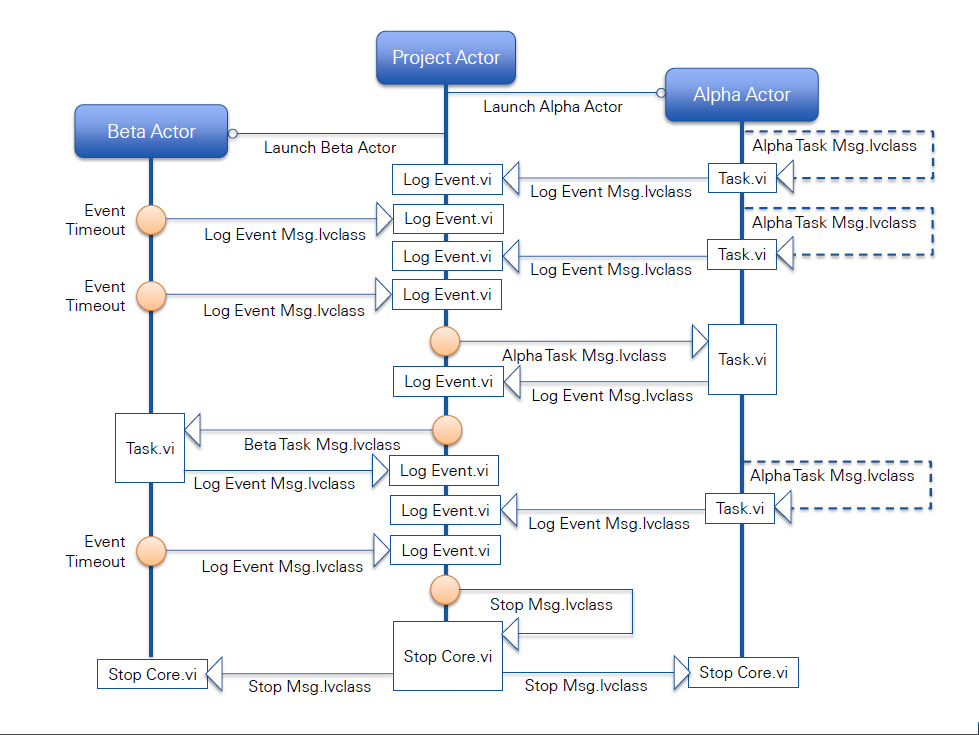 Project Actor
Alpha Actor
Launch Alpha Actor
Beta Actor
Launch Beta Actor
Alpha Task Msg.lvclass
Log Event.vi
Task.vi
Log Event Msg.lvclass
Event
Timeout
Log Event.vi
Log Event Msg.lvclass
Alpha Task Msg.lvclass
Log Event.vi
Task.vi
Log Event Msg.lvclass
Event
Timeout
Log Event.vi
Log Event Msg.lvclass
Alpha Task Msg.lvclass
Task.vi
Log Event.vi
Log Event Msg.lvclass
Beta Task Msg.lvclass
Task.vi
Log Event.vi
Log Event Msg.lvclass
Alpha Task Msg.lvclass
Log Event.vi
Task.vi
Log Event Msg.lvclass
Event
Timeout
Log Event.vi
Log Event Msg.lvclass
Stop Msg.lvclass
Stop Core.vi
Stop Core.vi
Stop Msg.lvclass
Stop Msg.lvclass
Stop Core.vi